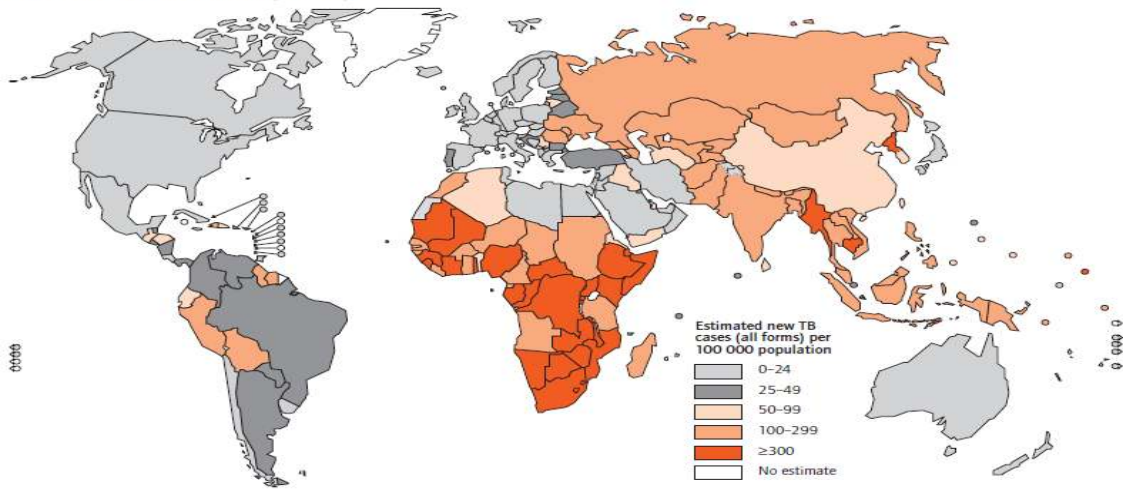 Estimated new TB
cases (all forms) per
100 000 population
0–24
25–49
50–99
100–299
≥300
No estimate